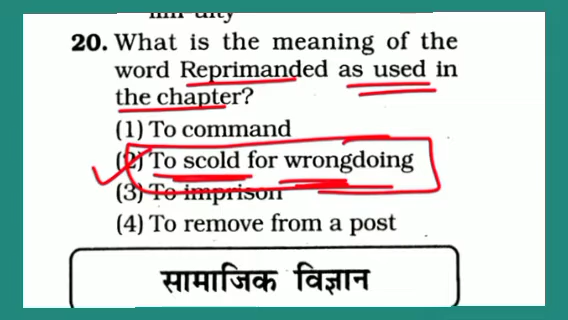 20. What is the meaning of the
word Reprimanded as used in
the chapter?
(1) To command
(2) To scold for wrongdoing
(3) To imprison
(4) To remove from a post
सामाजिक विज्ञान